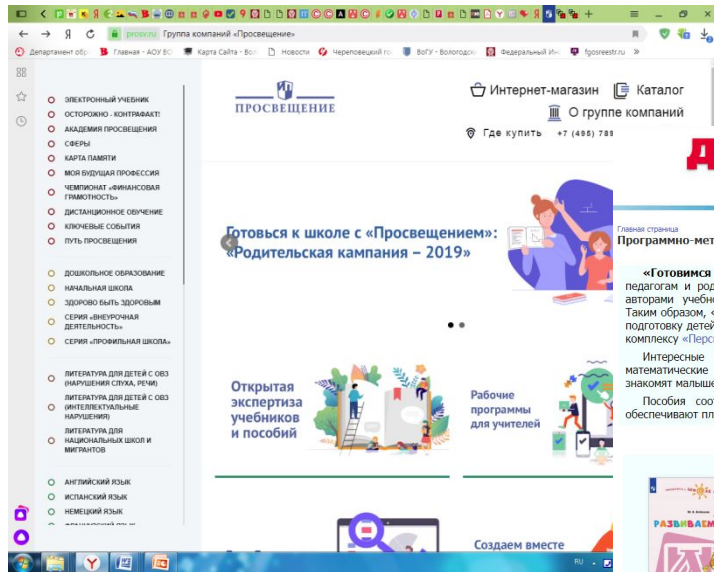 prosv.ru Группа компаний «Просвещение»
Департамент обр
Главная - АОУ ВО
Карта Сайта - Вол
Новости
Череповецкий го
ВоГУ - Вологодск
Федеральный Ин
fgosreestr.ru
ЭЛЕКТРОННЫЙ УЧЕБНИК
ОСТОРОЖНО - КОНТРАФАКТ!
АКАДЕМИЯ ПРОСВЕЩЕНИЯ
СФЕРЫ
КАРТА ПАМЯТИ
МОЯ БУДУЩАЯ ПРОФЕССИЯ
ЧЕМПИОНАТ «ФИНАНСОВАЯ
ГРАМОТНОСТЬ»
ДИСТАНЦИОННОЕ ОБУЧЕНИЕ
КЛЮЧЕВЫЕ СОБЫТИЯ
ПУТЬ ПРОСВЕЩЕНИЯ
ДОШКОЛЬНОЕ ОБРАЗОВАНИЕ
НАЧАЛЬНАЯ ШКОЛА
ЗДОРОВО БЫТЬ ЗДОРОВЫМ
СЕРИЯ «ВНЕУРОЧНАЯ
ДЕЯТЕЛЬНОСТЬ»
СЕРИЯ «ПРОФИЛЬНАЯ ШКОЛА»
ЛИТЕРАТУРА ДЛЯ ДЕТЕЙ С ОВЗ
(НАРУШЕНИЯ СЛУХА, РЕЧИ)
ЛИТЕРАТУРА ДЛЯ ДЕТЕЙ С ОВЗ
(ИНТЕЛЛЕКТУАЛЬНЫЕ
НАРУШЕНИЯ)
ЛИТЕРАТУРА ДЛЯ
НАЦИОНАЛЬНЫХ ШКОЛ И
МИГРАНТОВ
АНГЛИЙСКИЙ ЯЗЫК
ИСПАНСКИЙ ЯЗЫК
НЕМЕЦКИЙ ЯЗЫК
ПРОСВЕЩЕНИЕ
Интернет-магазин
Каталог
О группе компаний
Где купить +7 (495) 789
Готовься к школе с «Просвещением»:
«Родительская кампания – 2019»
Открытая
экспертиза
учебников
и пособий
Рабочие
программы
для учителей
Создаем вместе
RU
Д
Главная страница
Программно-мет
«Готовимся
педагогам и род
авторами учебно
Таким образом, «
подготовку детей
комплексу «Перс
Интересные
математические
знакомят малыше
Пособия соот
обеспечивают пл
РАЗВИВАЕМ